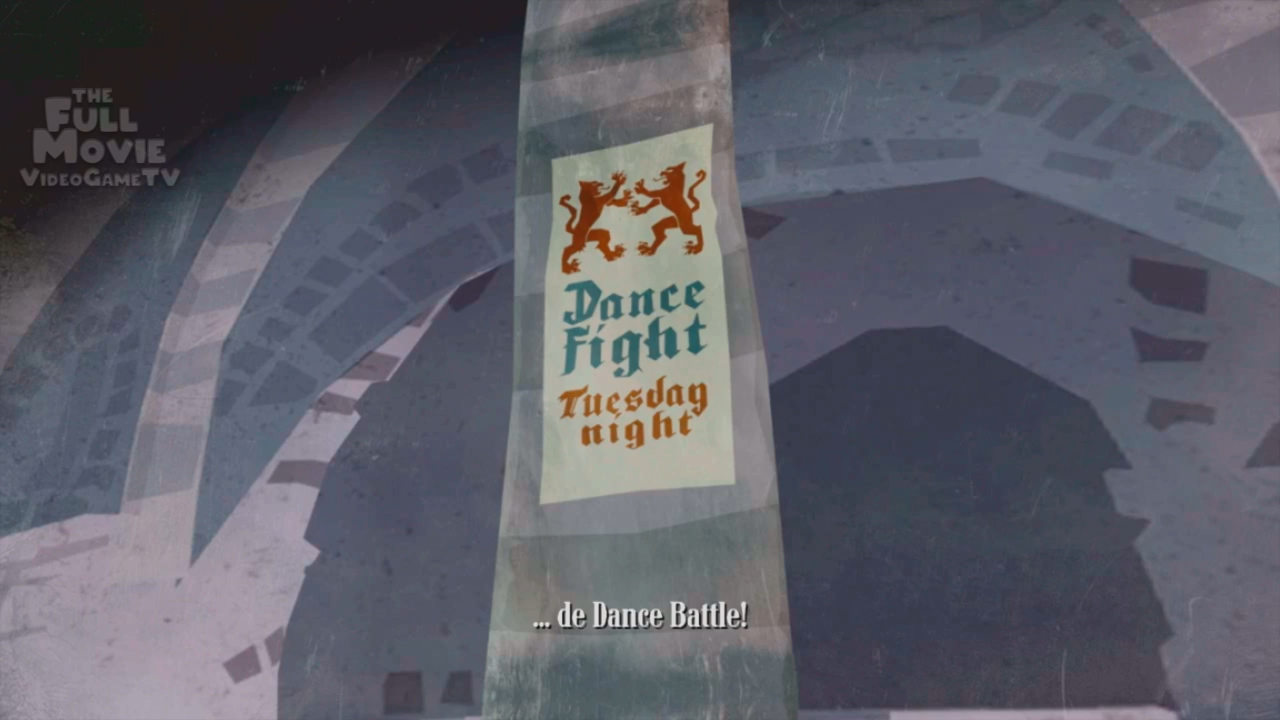 THE
FULL
MOVIE
VIDEOGAMETV
Dance
Fight
Tuesday
night
... de Dance Battle!